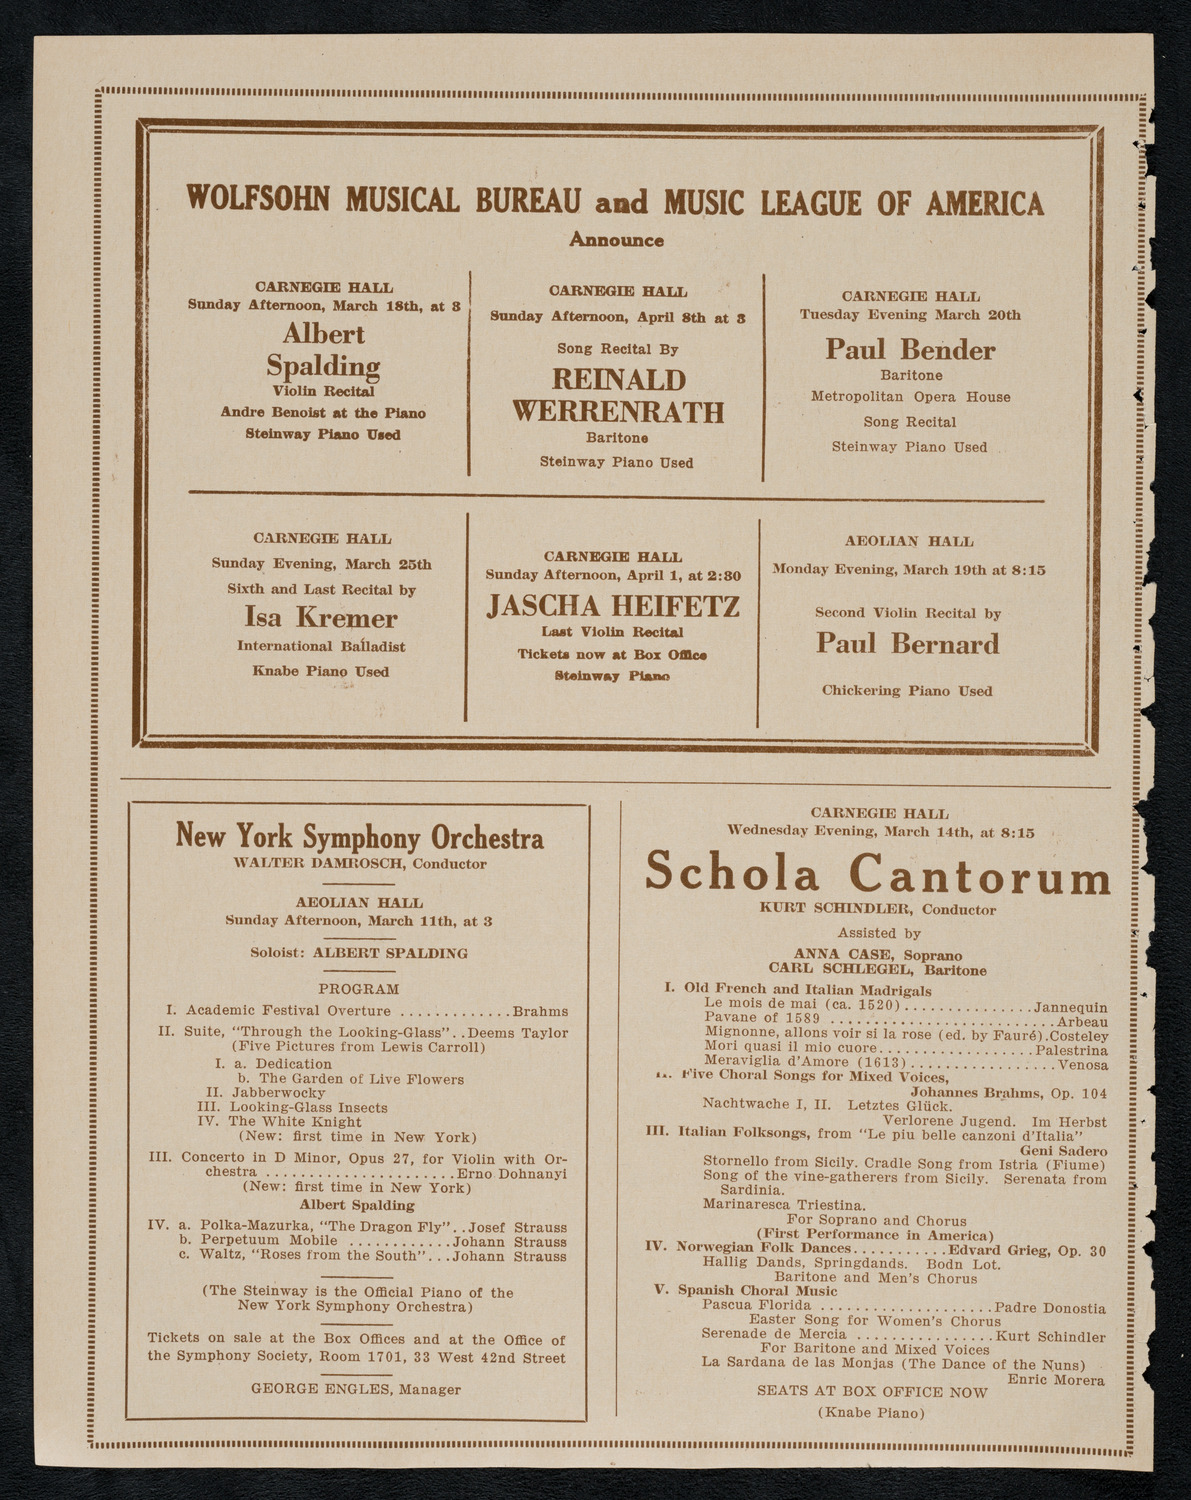 WOLFSOHN MUSICAL BUREAU and MUSIC LEAGUE OF AMERICA
Announce
CARNEGIE HALL
Sunday Afternoon, March 18th, at 3
Albert
Spalding
Violin Recital
Andre Benoist at the Piano
Steinway Piano Used
CARNEGIE HALL
Sunday Afternoon, April 8th at 3
Song Recital By
REINALD
WERRENRATH
Baritone
Steinway Piano Used
CARNEGIE HALL
Tuesday Evening March 20th
Paul Bender
Baritone
Metropolitan Opera House
Song Recital
Steinway Piano Used
CARNEGIE HALL
Sunday Evening, March 25th
Sixth and Last Recital by
Isa Kremer
International Balladist
Knabe Piano Used
CARNEGIE HALL
Sunday Afternoon, April 1, at 2:30
JASCHA HEIFETZ
Last Violin Recital
Tickets now at Box Office
Steinway Piano
AEOLIAN HALL
Monday Evening, March 19th at 8:15
Second Violin Recital by
Paul Bernard
Chickering Piano Used
New York Symphony Orchestra
WALTER DAMROSCH, Conductor
AEOLIAN HALL
Sunday Afternoon, March 11th, at 3
Soloist: ALBERT SPALDING
PROGRAM
I. Academic Festival Overture ............Brahms
II. Suite, "Through the Looking-Glass"..Deems Taylor
(Five Pictures from Lewis Carroll)
I. a. Dedication
b. The Garden of Live Flowers
II. Jabberwocky
III. Looking-Glass Insects
IV. The White Knight
(New: first time in New York)
III. Concerto in D Minor, Opus 27, for Violin with Or-
chestra .....................Erno Dohnanyi
(New: first time in New York)
Albert Spalding
IV. a. Polka-Mazurka, "The Dragon Fly"..Josef Strauss
b. Perpetuum Mobile ...........Johann Strauss
c. Waltz, "Roses from the South"...Johann Strauss
(The Steinway is the Official Piano of the
New York Symphony Orchestra)
Tickets on sale at the Box Offices and at the Office of
the Symphony Society, Room 1701, 33 West 42nd Street
GEORGE ENGLES, Manager
CARNEGIE HALL
Wednesday Evening, March 14th, at 8:15
Schola Cantorum
KURT SCHINDLER, Conductor
Assisted by
ANNA CASE, Soprano
CARL SCHLEGEL, Baritone
I. Old French and Italian Madrigals
Le mois de mai (ca. 1520)..............Jannequin
Pavane of 1589 .........................Arbeau
Mignonne, allons voir si la rose (ed. by Fauré).Costeley
Mori quasi il mio cuore.................Palestrina
Meraviglia d'Amore (1613)................Venosa
Five Choral Songs for Mixed Voices,
Johannes Brahms, Op. 104
Nachtwache I, II. Letztes Glück.
Verlorene Jugend. Im Herbst
III. Italian Folksongs, from "Le piu belle canzoni d'Italia"
Geni Sadero
Stornello from Sicily. Cradle Song from Istria (Fiume)
Song of the vine-gatherers from Sicily. Serenata from
Sardinia.
Marinaresca Triestina.
For Soprano and Chorus
(First Performance in America)
IV. Norwegian Folk Dances...........Edvard Grieg, Op. 30
Hallig Dands, Springdands. Bodn Lot.
Baritone and Men's Chorus
V. Spanish Choral Music
Pascua Florida ...................Padre Donostia
Easter Song for Women's Chorus
Serenade de Mercia ...............Kurt Schindler
For Baritone and Mixed Voices
La Sardana de las Monjas (The Dance of the Nuns)
Enric Morera
SEATS AT BOX OFFICE NOW
(Knabe Piano)